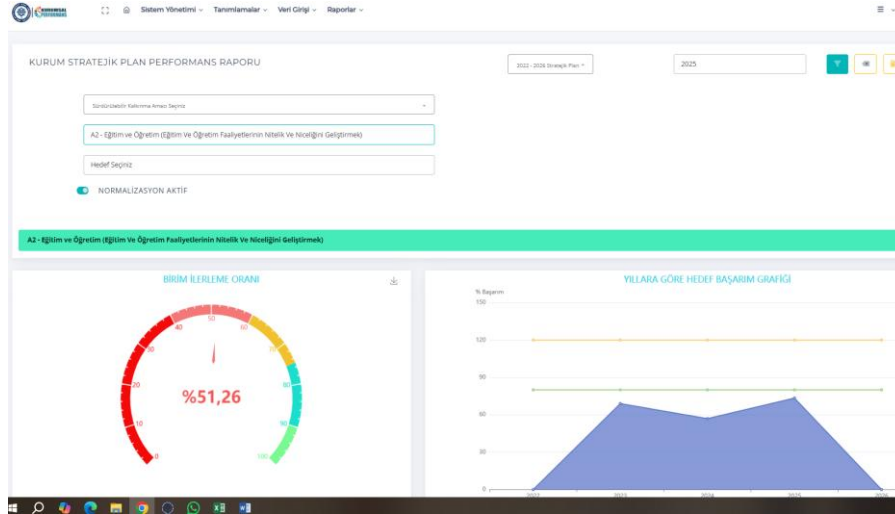 KURUMSAL
PERFORMANS
Sistem Yönetimi
Tanımlamalar
Veri Girişi
Raporlar
KURUM STRATEJİK PLAN PERFORMANS RAPORU
2022 - 2026 Stratejik Plan
2025
Sürdürülebilir Kalkınma Amacı Seçiniz
A2 - Eğitim ve Öğretim (Eğitim Ve Öğretim Faaliyetlerinin Nitelik Ve Niceliğini Geliştirmek)
Hedef Seçiniz
NORMALİZASYON AKTİF
A2 - Eğitim ve Öğretim (Eğitim Ve Öğretim Faaliyetlerinin Nitelik Ve Niceliğini Geliştirmek)
BİRİM İLERLEME ORANI
0
10
20
30
40
50
60
70
80
90
100
%51,26
YILLARA GÖRE HEDEF BAŞARIM GRAFİĞİ
% Başarım
150
120
90
60
30
0
2022
2023
2024
2025
2026